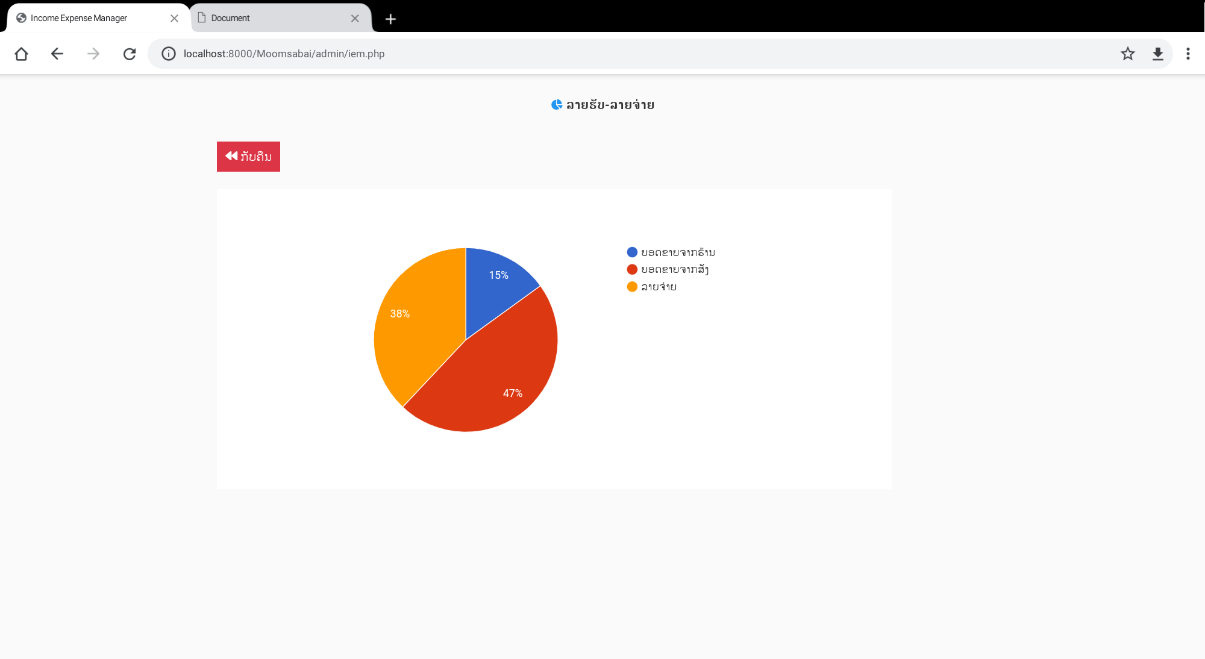 Income Expense Manager
Document
localhost:8000/Moomsabai/admin/iem.php
ລາຍຮັບ-ລາຍຈ່າຍ
ກັບຄືນ
ຍອດຂາຍຈາກຮ້ານ
ຍອດຂາຍຈາກສັ່ງ
ລາຍຈ່າຍ
15%
38%
47%